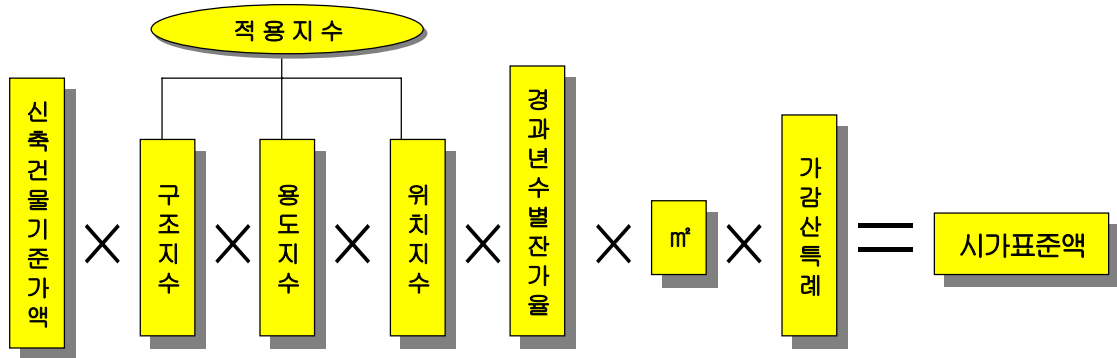 적용지수
신축건물기준가액
×
구조지수
×
용도지수
×
위치지수
×
경과년수별잔가율
×
㎡
×
가감산특례
=
시가표준액